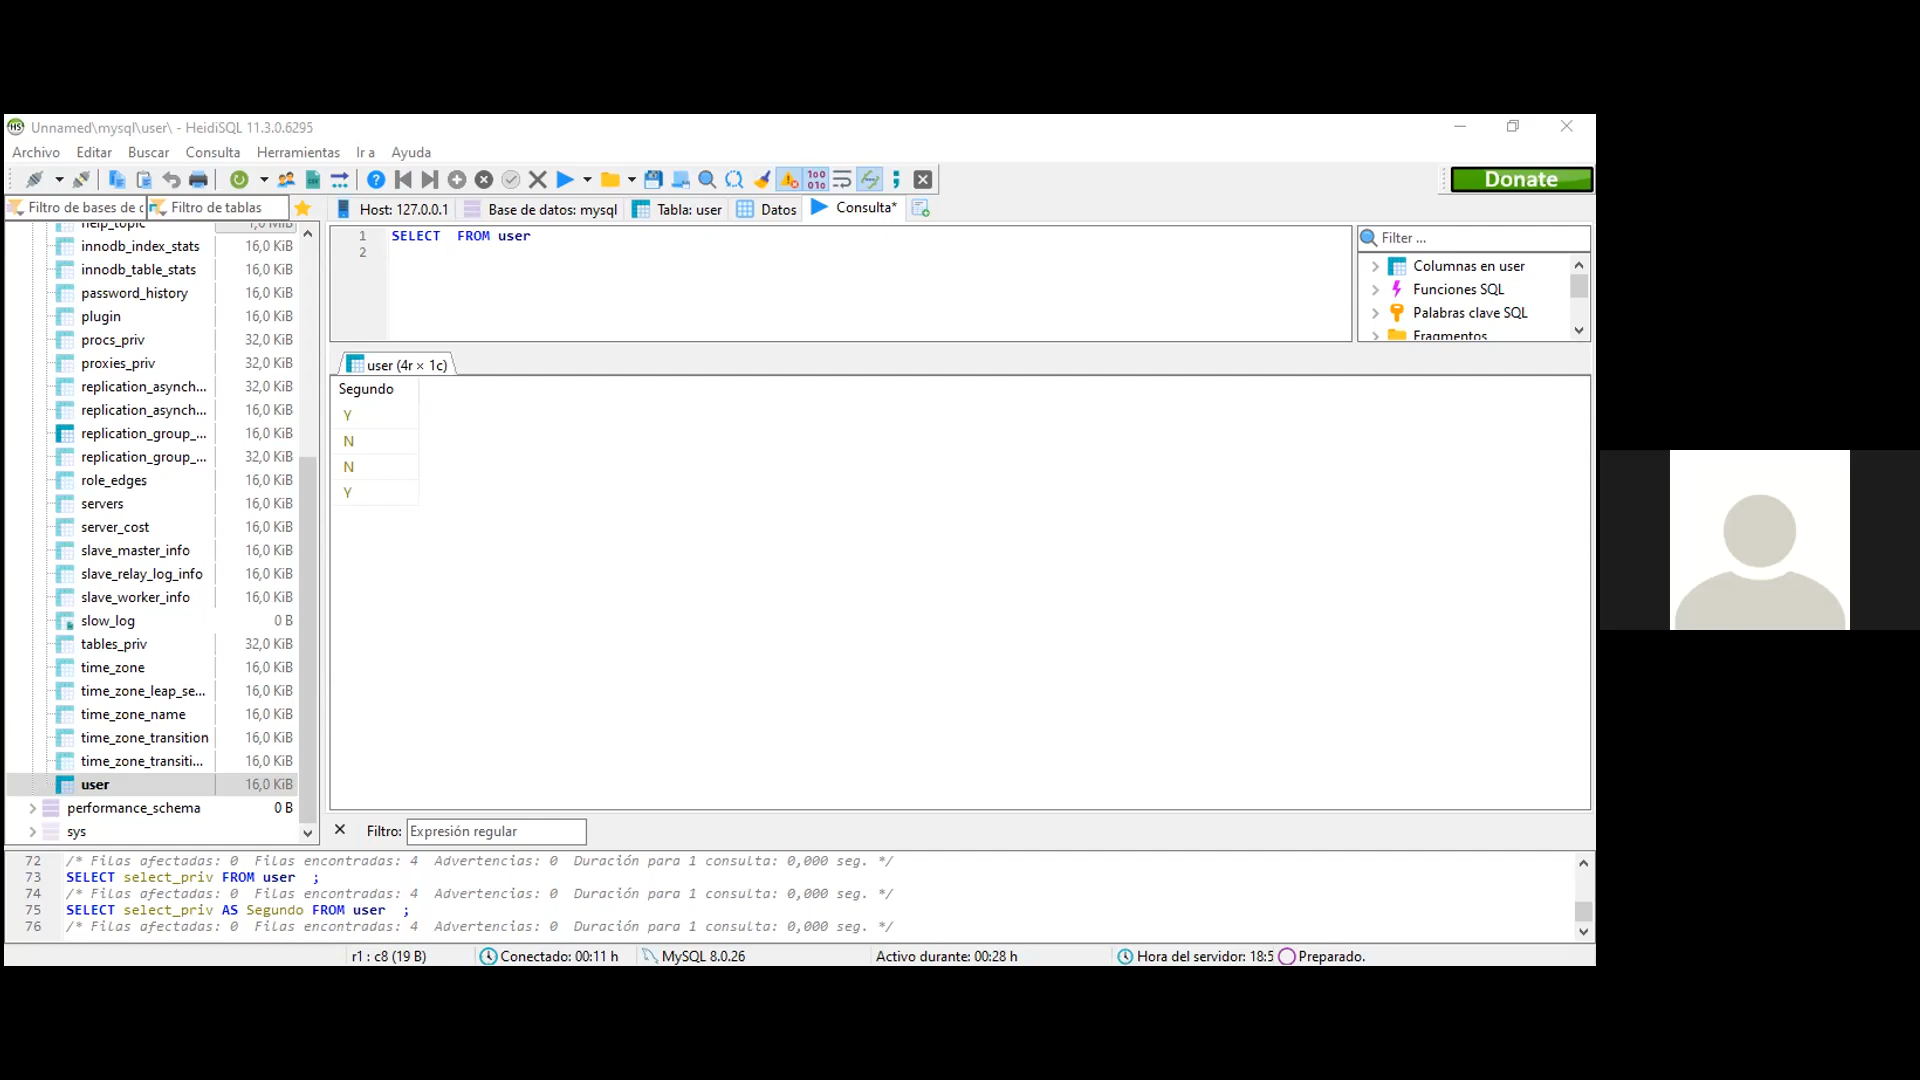 Unnamed\mysql\user\ - HeidiSQL 11.3.0.6295
Archivo Editar Buscar Consulta Herramientas Ir a Ayuda
Donate
Filtro de bases de c Filtro de tablas Host: 127.0.0.1 Base de datos: mysql Tabla: user Datos Consulta*
help_topic 1,0 MiB
innodb_index_stats 16,0 KiB
innodb_table_stats 16,0 KiB
password_history 16,0 KiB
plugin 16,0 KiB
procs_priv 32,0 KiB
proxies_priv 32,0 KiB
replication_asynch... 32,0 KiB
replication_asynch... 16,0 KiB
replication_group_... 16,0 KiB
replication_group_... 32,0 KiB
role_edges 16,0 KiB
servers 16,0 KiB
server_cost 16,0 KiB
slave_master_info 16,0 KiB
slave_relay_log_info 16,0 KiB
slave_worker_info 16,0 KiB
slow_log 0 B
tables_priv 32,0 KiB
time_zone 16,0 KiB
time_zone_leap_se... 16,0 KiB
time_zone_name 16,0 KiB
time_zone_transition 16,0 KiB
time_zone_transiti... 16,0 KiB
user 16,0 KiB
performance_schema 0 B
sys
1 SELECT  FROM user
2
Filter ...
Columnas en user
Funciones SQL
Palabras clave SQL
Fragmentos
user (4r × 1c)
Segundo
Y
N
N
Y
Filtro: Expresión regular
72 /* Filas afectadas: 0  Filas encontradas: 4  Advertencias: 0  Duración para 1 consulta: 0,000 seg. */
73 SELECT select_priv FROM user  ;
74 /* Filas afectadas: 0  Filas encontradas: 4  Advertencias: 0  Duración para 1 consulta: 0,000 seg. */
75 SELECT select_priv AS Segundo FROM user  ;
76 /* Filas afectadas: 0  Filas encontradas: 4  Advertencias: 0  Duración para 1 consulta: 0,000 seg. */
r1 : c8 (19 B) Conectado: 00:11 h MySQL 8.0.26 Activo durante: 00:28 h Hora del servidor: 18:5 Preparado.